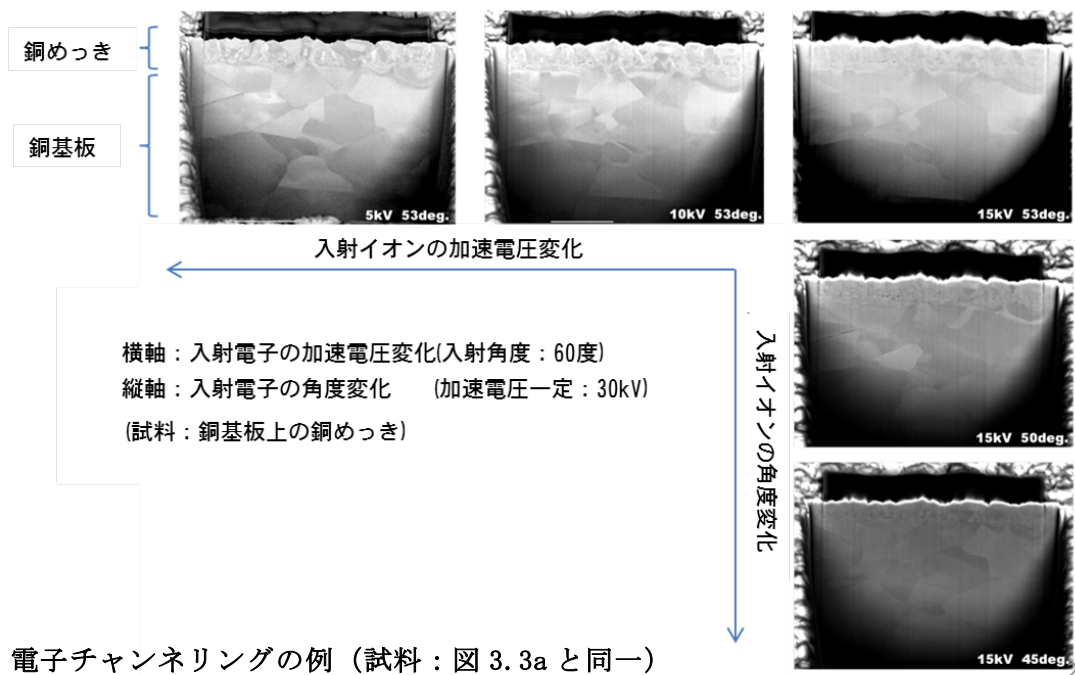 銅めっき
銅基板
5kV 53deg.
10kV 53deg.
15kV 53deg.
入射イオンの加速電圧変化
横軸：入射電子の加速電圧変化(入射角度：60度)
縦軸：入射電子の角度変化　(加速電圧一定：30kV)
(試料：銅基板上の銅めっき)
入射イオンの角度変化
15kV 50deg.
15kV 45deg.
電子チャンネリングの例（試料：図 3.3a と同一）